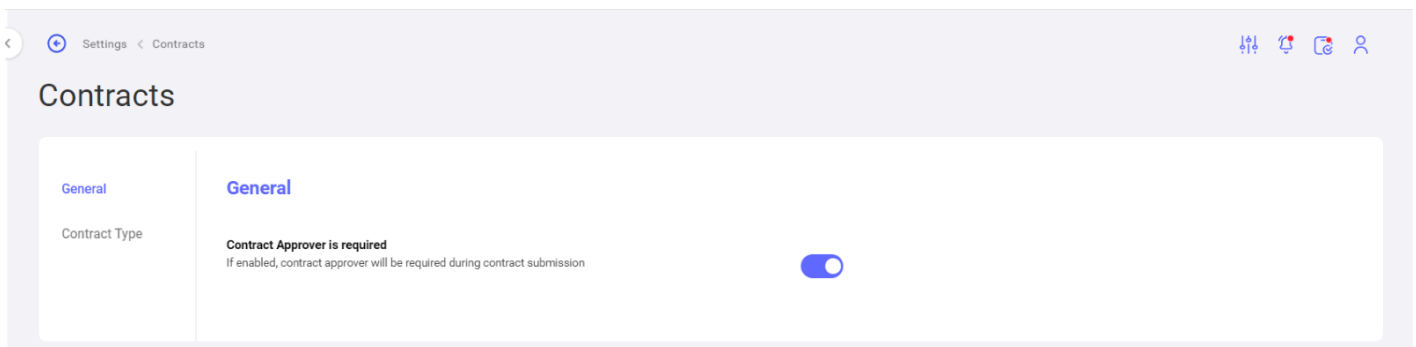 Settings < Contracts
Contracts
General
Contract Type
General
Contract Approver is required
If enabled, contract approver will be required during contract submission